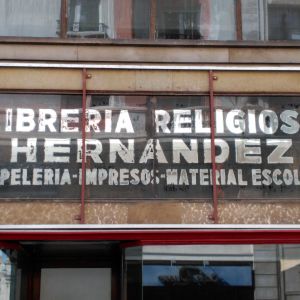 IBRERIA RELIGIOS
HERNANDEZ
PELERIA-IMPRESOS-MATERIAL ESCOL